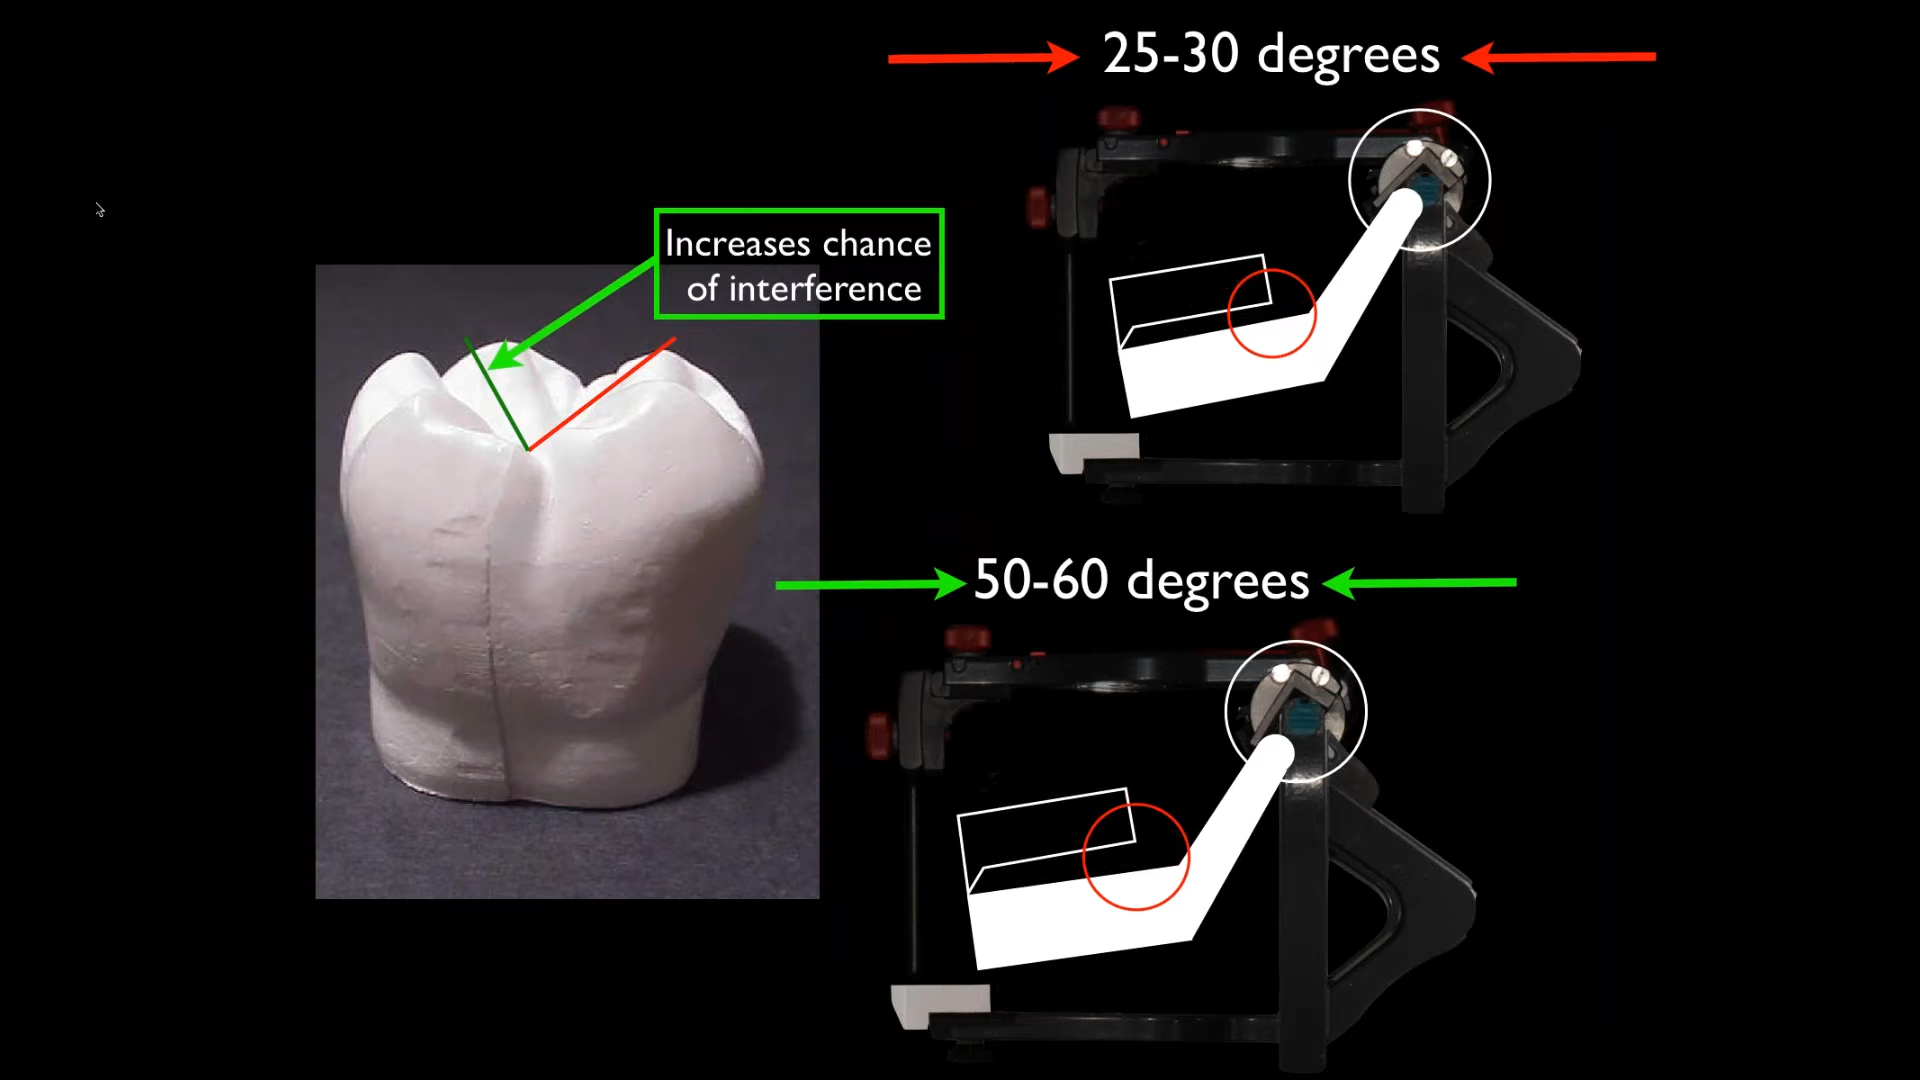 25-30 degrees
Increases chance
of interference
50-60 degrees